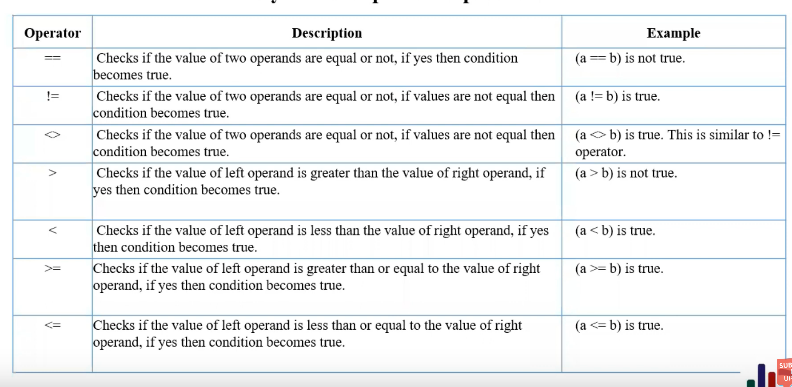 Operator Description Example
== Checks if the value of two operands are equal or not, if yes then condition (a == b) is not true.
becomes true.
!= Checks if the value of two operands are equal or not, if values are not equal then (a != b) is true.
condition becomes true.
<> Checks if the value of two operands are equal or not, if values are not equal then (a <> b) is true. This is similar to !=
condition becomes true. operator.
> Checks if the value of left operand is greater than the value of right operand, if (a > b) is not true.
yes then condition becomes true.
< Checks if the value of left operand is less than the value of right operand, if yes (a < b) is true.
then condition becomes true.
>= Checks if the value of left operand is greater than or equal to the value of right (a >= b) is true.
operand, if yes then condition becomes true.
<= Checks if the value of left operand is less than or equal to the value of right (a <= b) is true.
operand, if yes then condition becomes true.